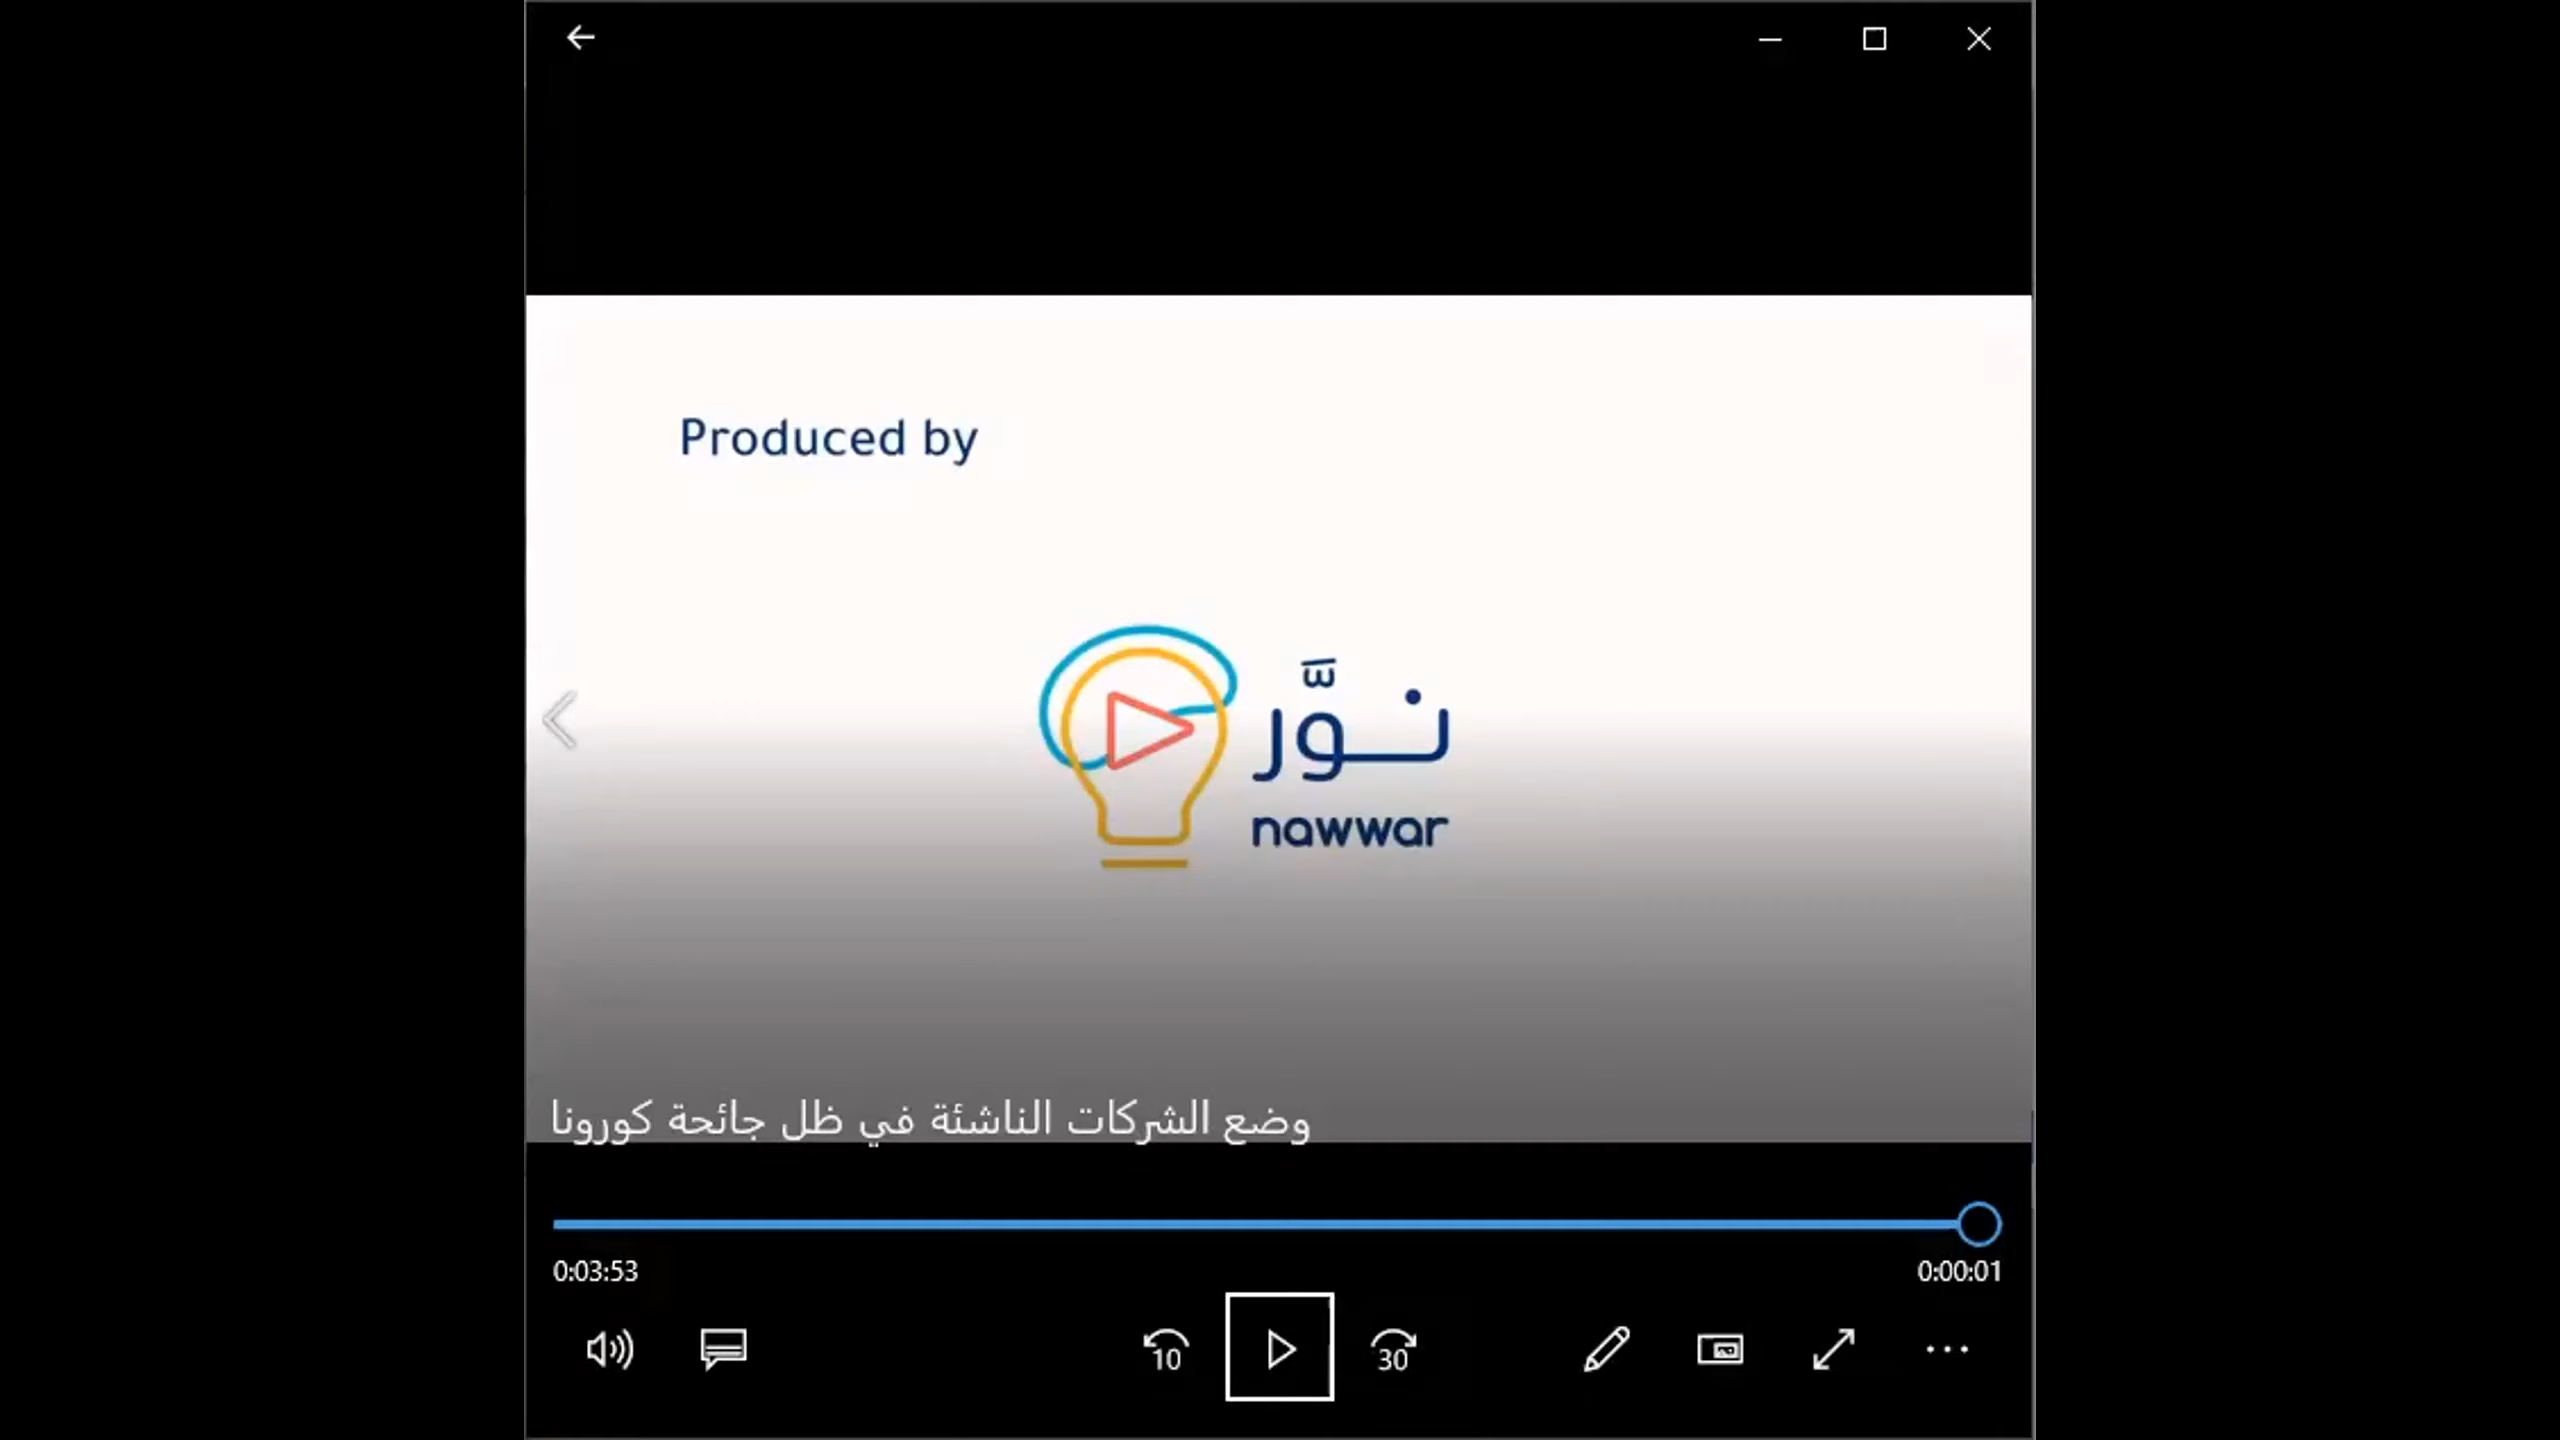 Produced by
نوَّر
nawwar
وضع الشركات الناشئة في ظل جائحة كورونا
0:03:53
0:00:01
10
30